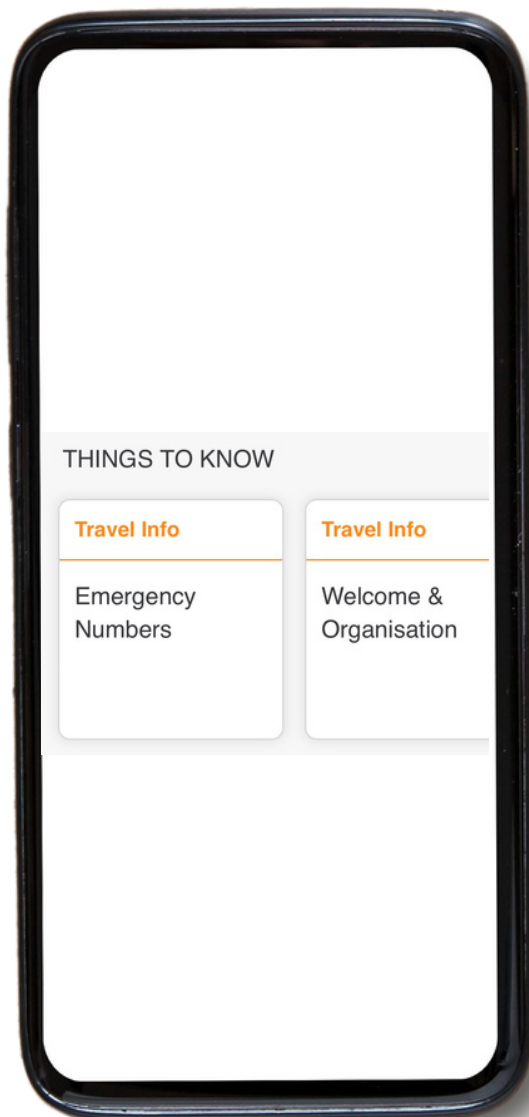 THINGS TO KNOW
Travel Info
Emergency
Numbers
Travel Info
Welcome &
Organisation